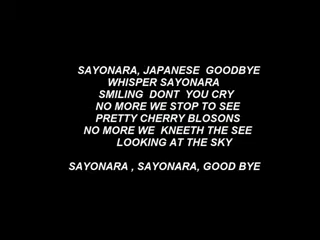 SAYONARA, JAPANESE GOODBYE
WHISPER SAYONARA
SMILING DONT YOU CRY
NO MORE WE STOP TO SEE
PRETTY CHERRY BLOSONS
NO MORE WE KNEETH THE SEE
LOOKING AT THE SKY
SAYONARA , SAYONARA, GOOD BYE